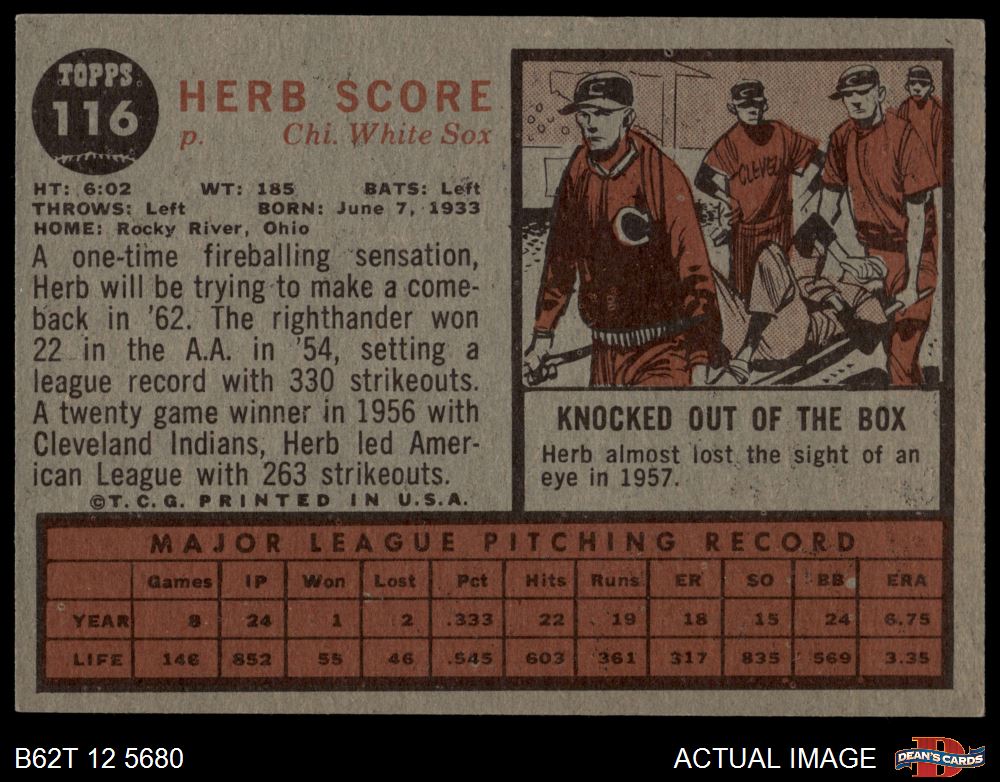 TOPPS
116
HERB SCORE
p. Chi. White Sox
HT: 6:02 WT: 185 BATS: Left
THROWS: Left BORN: June 7, 1933
HOME: Rocky River, Ohio
A one-time fireballing sensation,
Herb will be trying to make a come-
back in '62. The righthander won
22 in the A.A. in '54, setting a
league record with 330 strikeouts.
A twenty game winner in 1956 with
Cleveland Indians, Herb led Amer-
ican League with 263 strikeouts.
©T.C.G. PRINTED IN U.S.A.
C
CLEVEL
KNOCKED OUT OF THE BOX
Herb almost lost the sight of an
eye in 1957.
MAJOR LEAGUE PITCHING RECORD
Games IP Won Lost Pct Hits Runs ER SO BB ERA
YEAR 8 24 1 2 .333 22 19 18 15 24 6.75
LIFE 146 852 55 46 .545 603 361 317 835 569 3.35
B62T 12 5680
ACTUAL IMAGE
D
DEAN'S CARDS